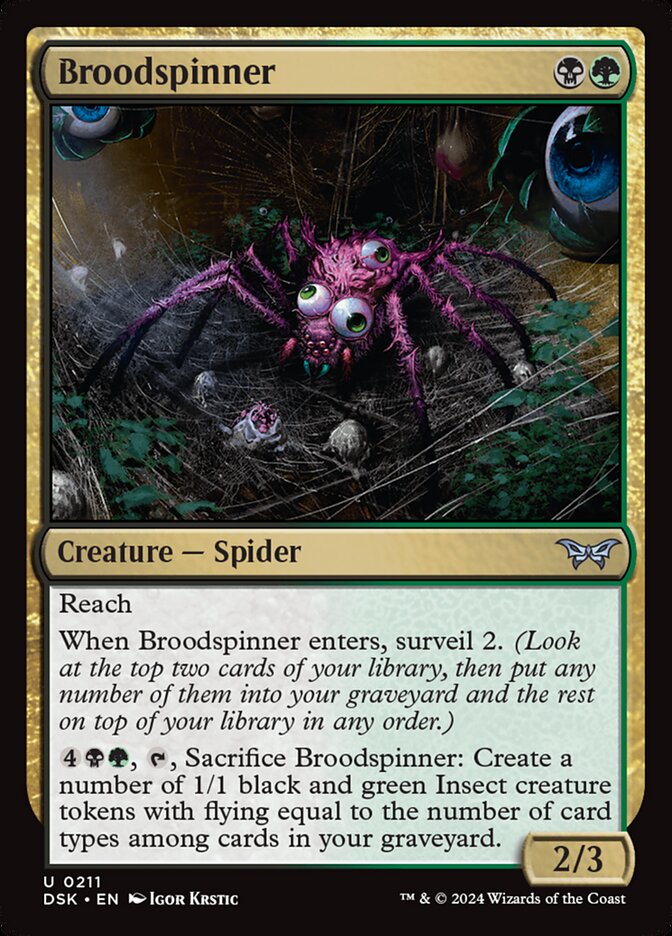 Broodspinner
Creature — Spider
Reach
When Broodspinner enters, surveil 2. (Look
at the top two cards of your library, then put any
number of them into your graveyard and the rest
on top of your library in any order.)
4, , Sacrifice Broodspinner: Create a
number of 1/1 black and green Insect creature
tokens with flying equal to the number of card
types among cards in your graveyard.
2/3
U 0211
DSK • EN Igor Krstic
™ & © 2024 Wizards of the Coast